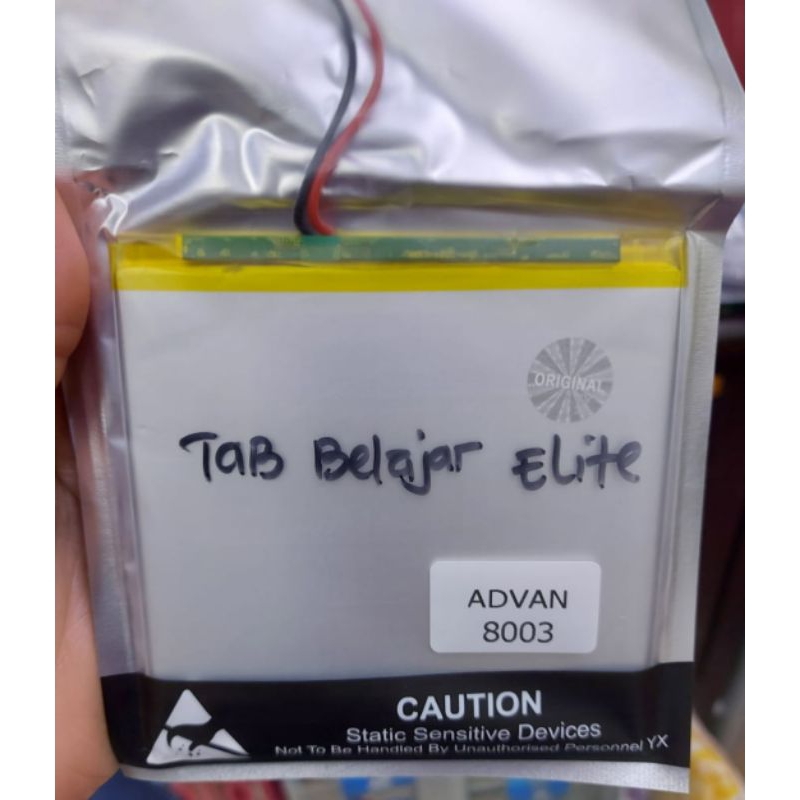 ORIGINAL
TaB Belajar Elite
ADVAN
8003
CAUTION
Static Sensitive Devices
Not To Be Handled By Unauthorised Personnel YX